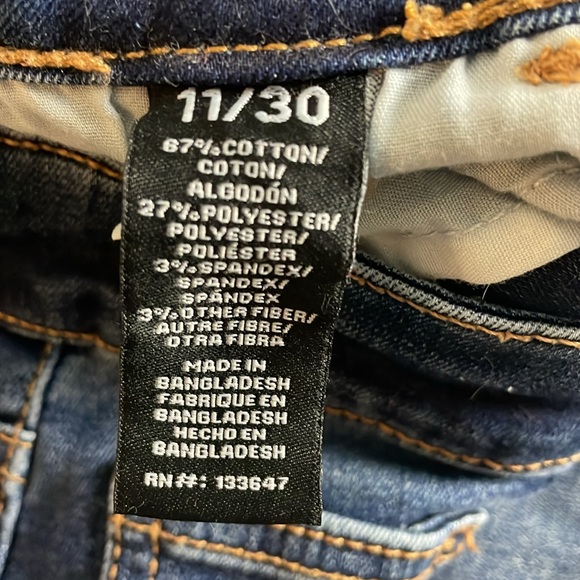 11/30
67%COTTON/
COTON/
ALGODÓN
27%POLYESTER/
POLYESTER/
POLIÉSTER
3%SPANDEX/
SPANDEX/
SPÁNDEX
3%OTHER FIBER/
AUTRE FIBRE/
OTRA FIBRA
MADE IN
BANGLADESH
FABRIQUE EN
BANGLADESH
HECHO EN
BANGLADESH
RN#: 133647